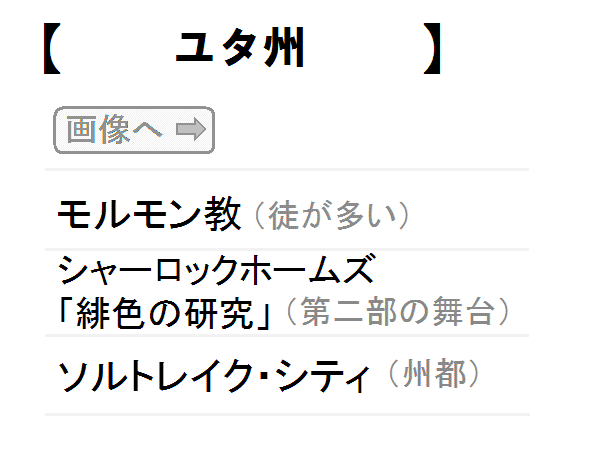 【　ユタ州　】
画像へ ⇨
モルモン教（徒が多い）
シャーロックホームズ
「緋色の研究」（第二部の舞台）
ソルトレイク・シティ（州都）